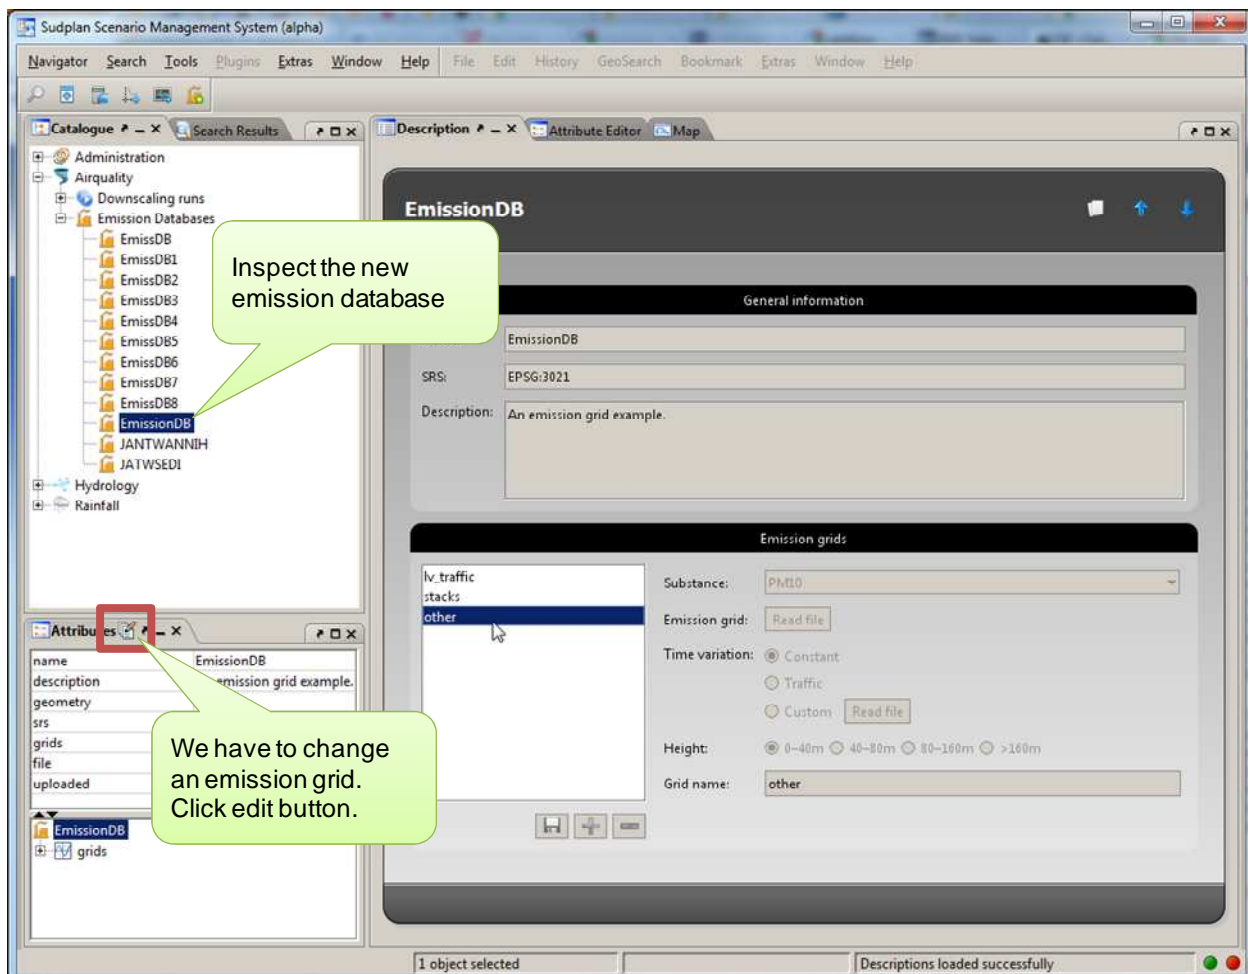 Sudplan Scenario Management System (alpha)
Navigator Search Tools Plugins Extras Window Help File Edit History GeoSearch Bookmark Extras Window Help
Catalogue Search Results
Description Attribute Editor Map
Administration
Airquality
Downscaling runs
Emission Databases
EmissDB
EmissDB1
EmissDB2
EmissDB3
EmissDB4
EmissDB5
EmissDB6
EmissDB7
EmissDB8
EmissionDB
JANTWANNIH
JATWSEDI
Hydrology
Rainfall
Inspect the new
emission database
EmissionDB
General information
EmissionDB
SRS: EPSG:3021
Description: An emission grid example.
Emission grids
lv_traffic
stacks
other
Substance: PM10
Emission grid: Read file
Time variation: Constant
Traffic
Custom Read file
Height: 0-40m 40-80m 80-160m >160m
Grid name: other
Attributes
name EmissionDB
description emission grid example.
geometry
srs
grids
file
uploaded
We have to change
an emission grid.
Click edit button.
EmissionDB
grids
1 object selected
Descriptions loaded successfully